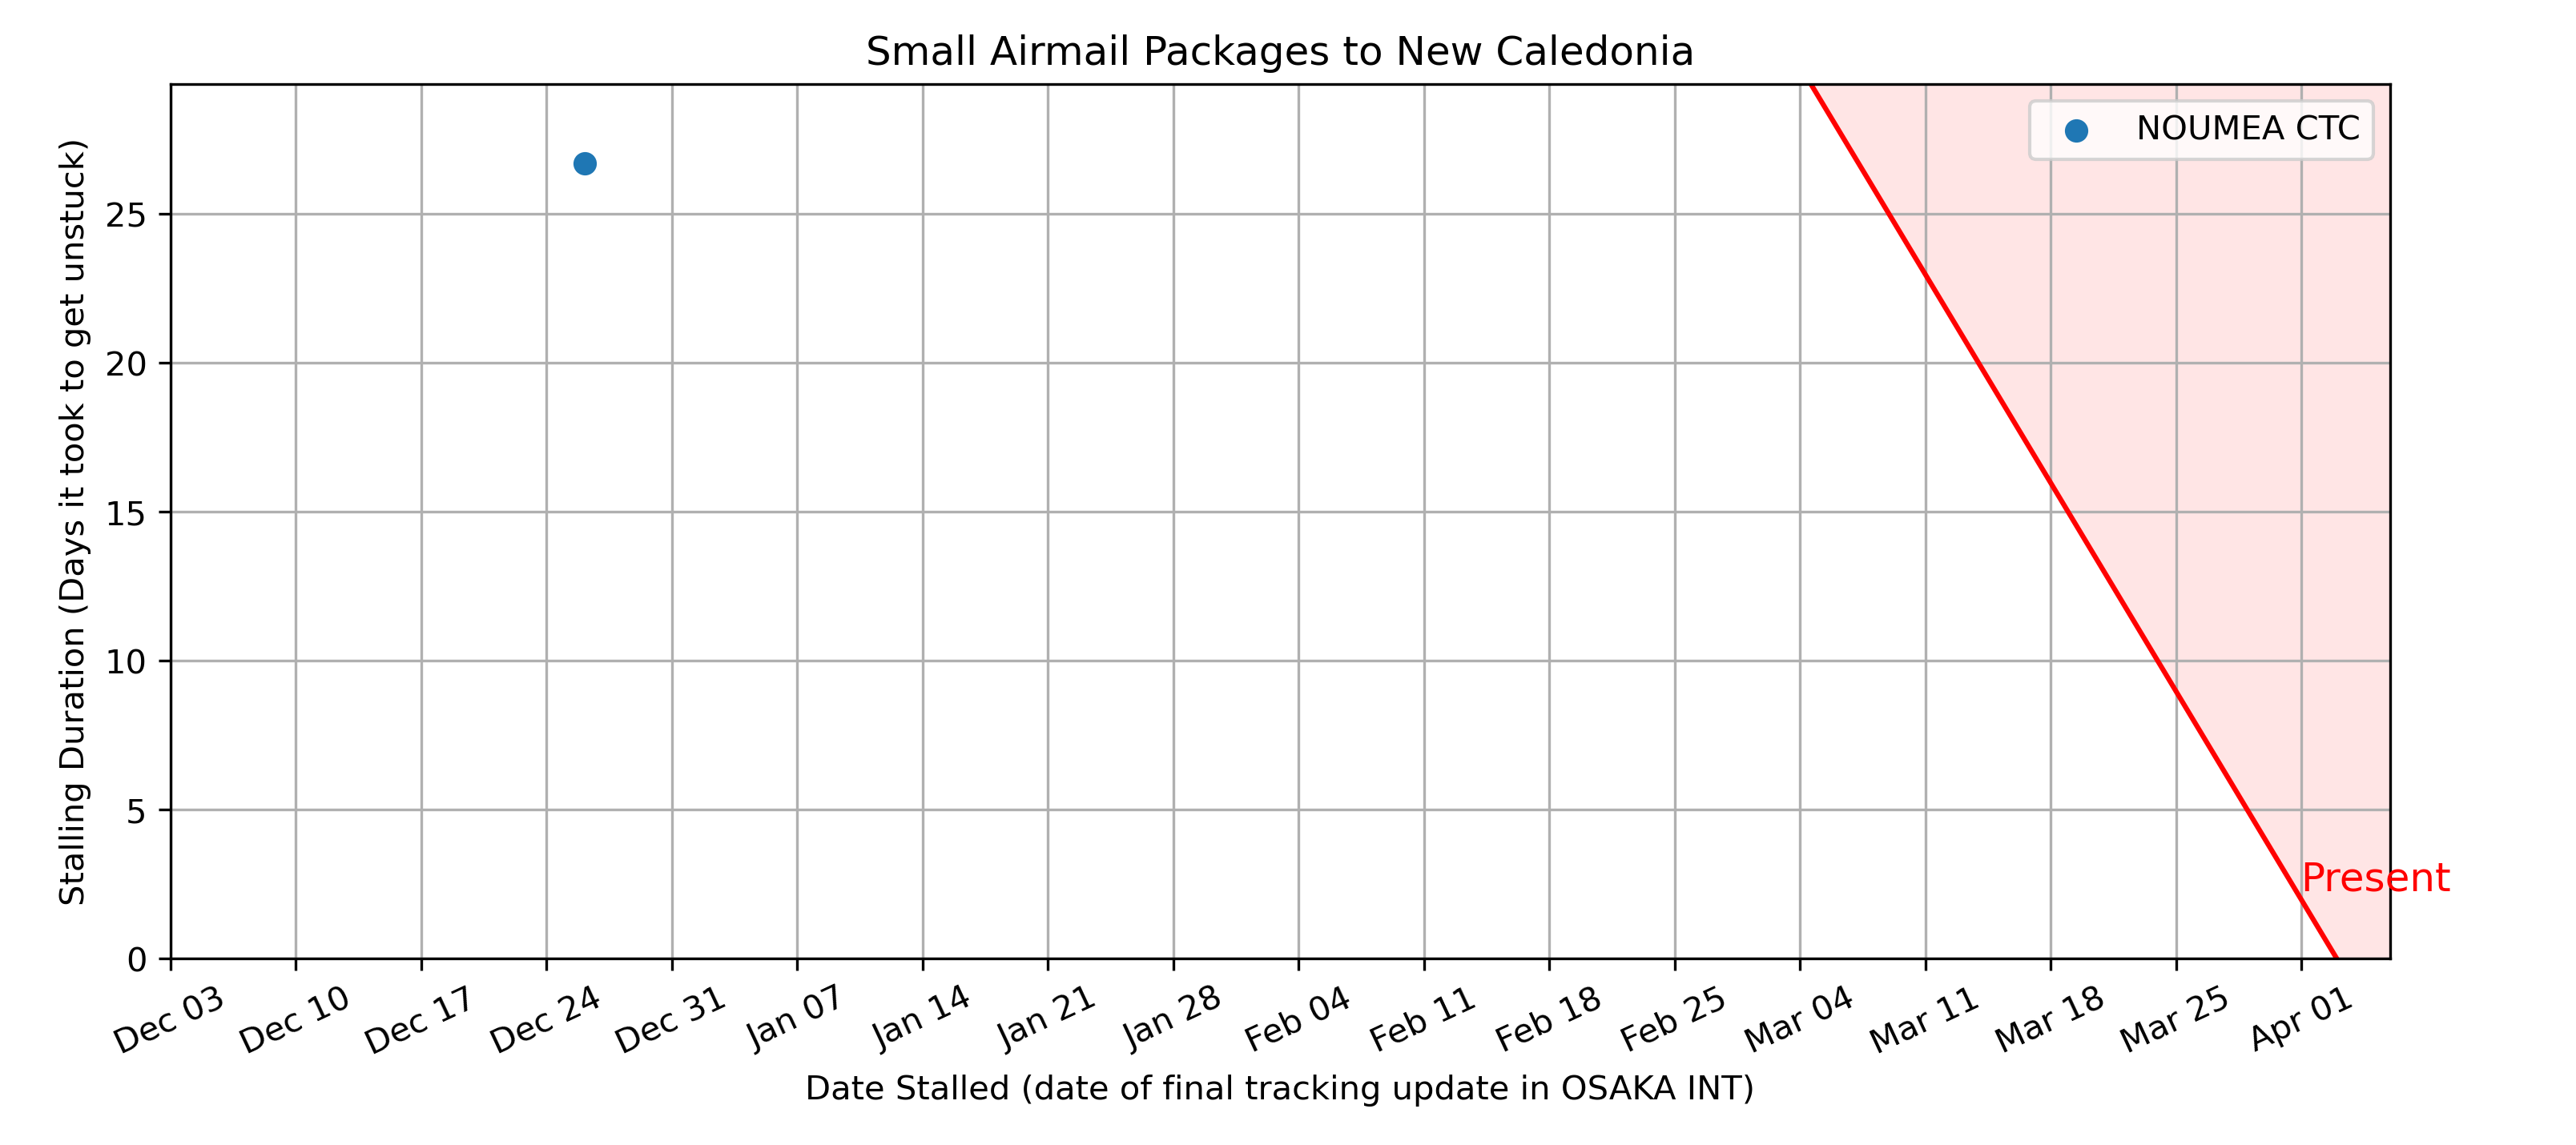 Small Airmail Packages to New Caledonia
NOUMEA CTC
Stalling Duration (Days it took to get unstuck)
25
20
15
10
5
0
Present
Dec 03
Dec 10
Dec 17
Dec 24
Dec 31
Jan 07
Jan 14
Jan 21
Jan 28
Feb 04
Feb 11
Feb 18
Feb 25
Mar 04
Mar 11
Mar 18
Mar 25
Apr 01
Date Stalled (date of final tracking update in OSAKA INT)